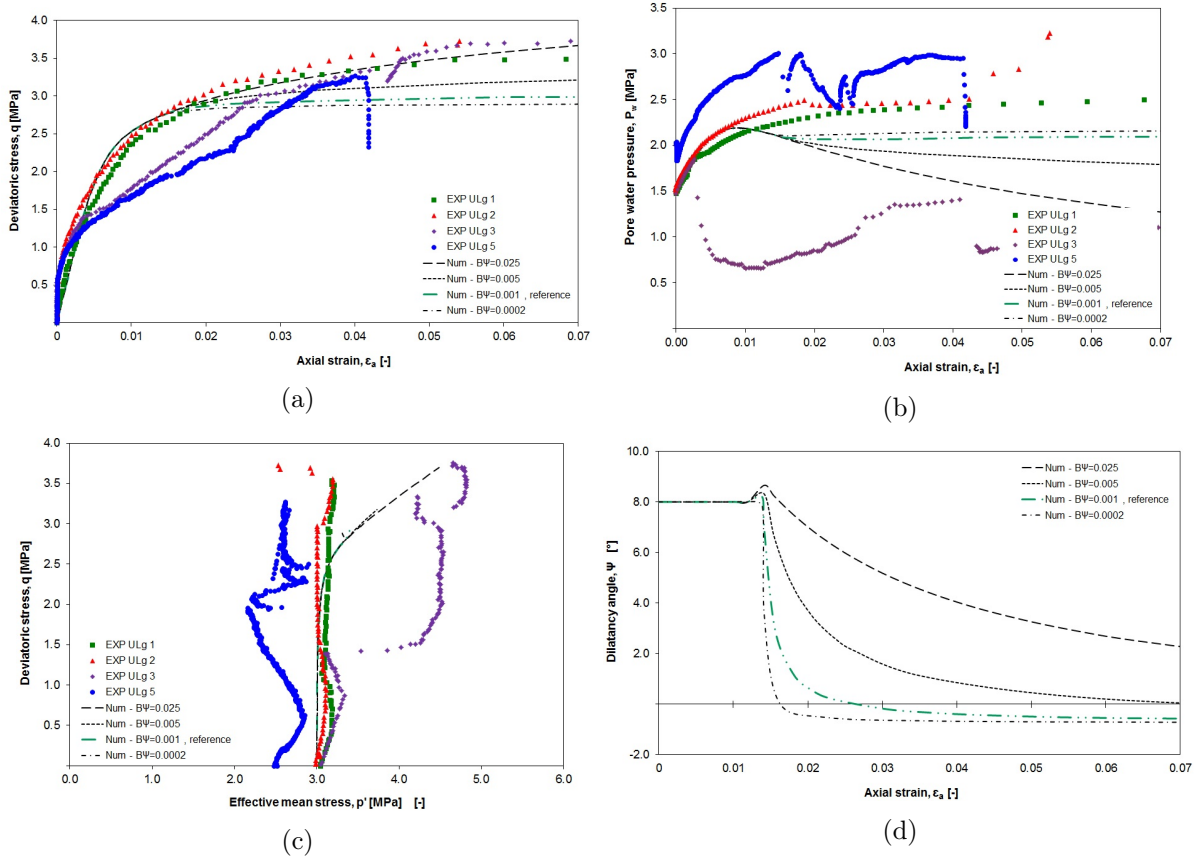 4.0
3.5
3.0
2.5
2.0
1.5
1.0
0.5
Deviatoric stress, q [MPa]
EXP ULg 1
EXP ULg 2
EXP ULg 3
EXP ULg 5
Num - BΨ=0.025
Num - BΨ=0.005
Num - BΨ=0.001 , reference
Num - BΨ=0.0002
0 0.01 0.02 0.03 0.04 0.05 0.06 0.07
Axial strain, εa [-]
(a)
3.5
3.0
2.5
2.0
1.5
1.0
0.5
0.0
Pore water pressure, Pw [MPa]
EXP ULg 1
EXP ULg 2
EXP ULg 3
EXP ULg 5
Num - BΨ=0.025
Num - BΨ=0.005
Num - BΨ=0.001 , reference
Num - BΨ=0.0002
0.00 0.01 0.02 0.03 0.04 0.05 0.06 0.07
Axial strain, εa [-]
(b)
4.0
3.5
3.0
2.5
2.0
1.5
1.0
0.5
Deviatoric stress, q [MPa]
EXP ULg 1
EXP ULg 2
EXP ULg 3
EXP ULg 5
Num - BΨ=0.025
Num - BΨ=0.005
Num - BΨ=0.001 , reference
Num - BΨ=0.0002
0.0 1.0 2.0 3.0 4.0 5.0 6.0
Effective mean stress, p' [MPa] [-]
(c)
10.0
8.0
6.0
4.0
2.0
0.0
-2.0
Dilatancy angle, Ψ [°]
Num - BΨ=0.025
Num - BΨ=0.005
Num - BΨ=0.001 , reference
Num - BΨ=0.0002
0 0.01 0.02 0.03 0.04 0.05 0.06 0.07
Axial strain, εa [-]
(d)